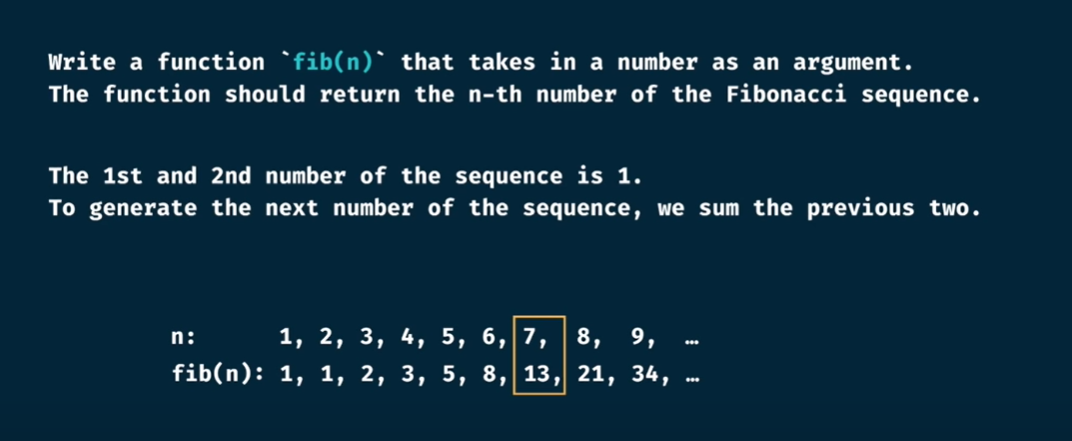 Write a function `fib(n)` that takes in a number as an argument.
The function should return the n-th number of the Fibonacci sequence.
The 1st and 2nd number of the sequence is 1.
To generate the next number of the sequence, we sum the previous two.
n: 1, 2, 3, 4, 5, 6, 7, 8, 9, …
fib(n): 1, 1, 2, 3, 5, 8, 13, 21, 34, …